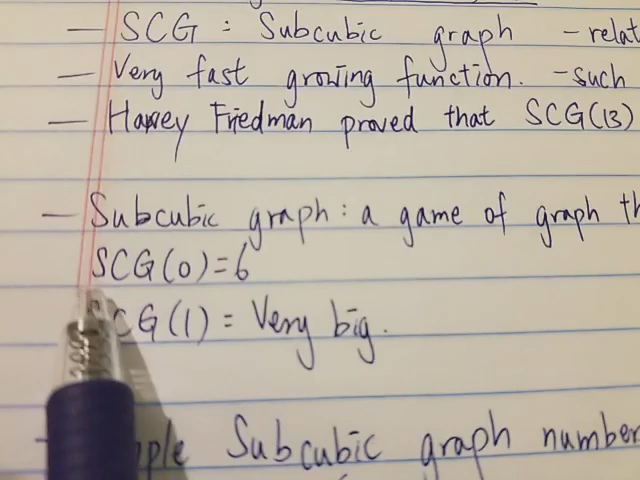 — SCG : Subcubic graph - relat
— Very fast growing function. - such
— Harvey Friedman proved that SCG(13)
— Subcubic graph : a game of graph th
SCG(0) = 6
CG(1) = Very big.
ple Subcubic graph number